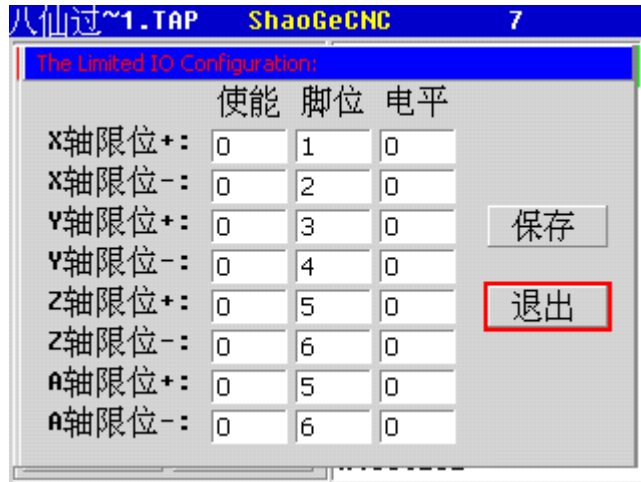 八仙过~1.TAP ShaoGeCNC 7
The Limited IO Configuration:
使能 脚位 电平
X轴限位+: 0 1 0
X轴限位-: 0 2 0
Y轴限位+: 0 3 0
保存
Y轴限位-: 0 4 0
Z轴限位+: 0 5 0
退出
Z轴限位-: 0 6 0
A轴限位+: 0 5 0
A轴限位-: 0 6 0